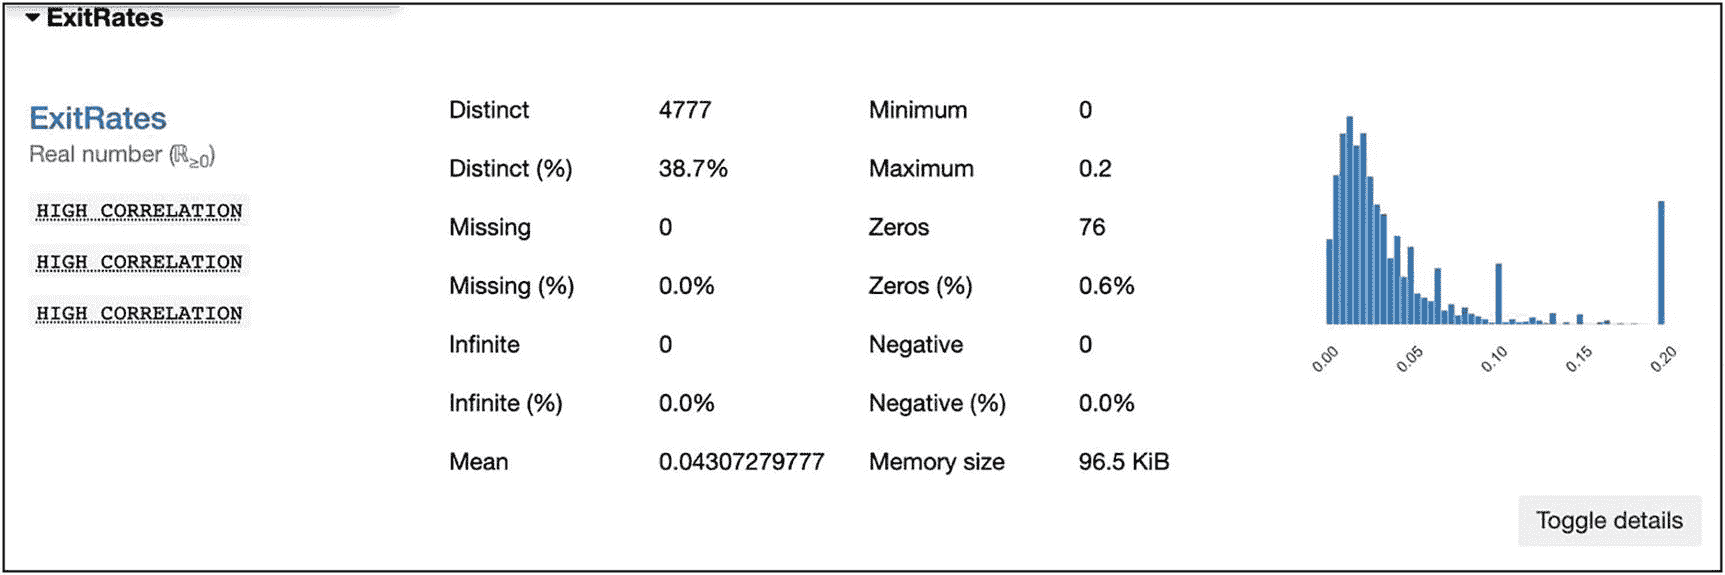 ExitRates
ExitRates
Real number (ℝ≥0)
HIGH CORRELATION
HIGH CORRELATION
HIGH CORRELATION
Distinct 4777
Distinct (%) 38.7%
Missing 0
Missing (%) 0.0%
Infinite 0
Infinite (%) 0.0%
Mean 0.04307279777
Minimum 0
Maximum 0.2
Zeros 76
Zeros (%) 0.6%
Negative 0
Negative (%) 0.0%
Memory size 96.5 KiB
0.00 0.05 0.10 0.15 0.20
Toggle details